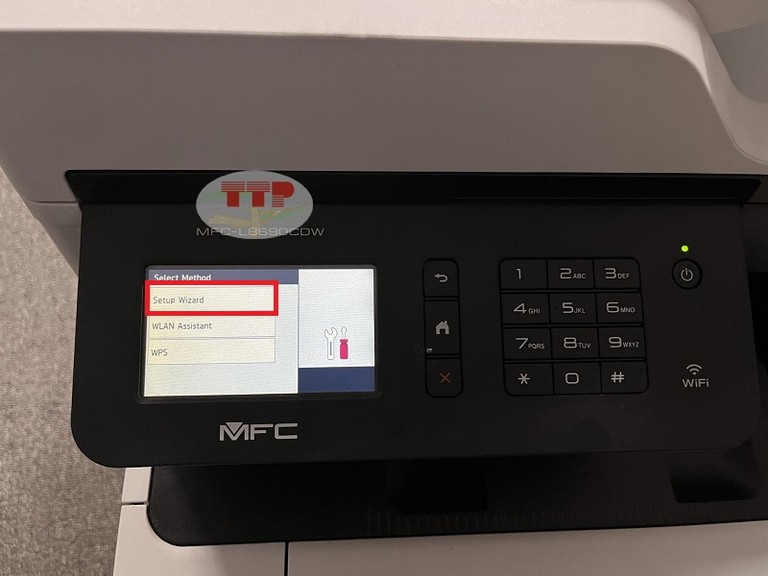 TTP
MFC-L8690CDW
Select Method
Setup Wizard
WLAN Assistant
WPS
MFC
1 2ABC 3DEF
4GHI 5JKL 6MNO
7PQRS 8TUV 9WXYZ
* 0 #
WiFi